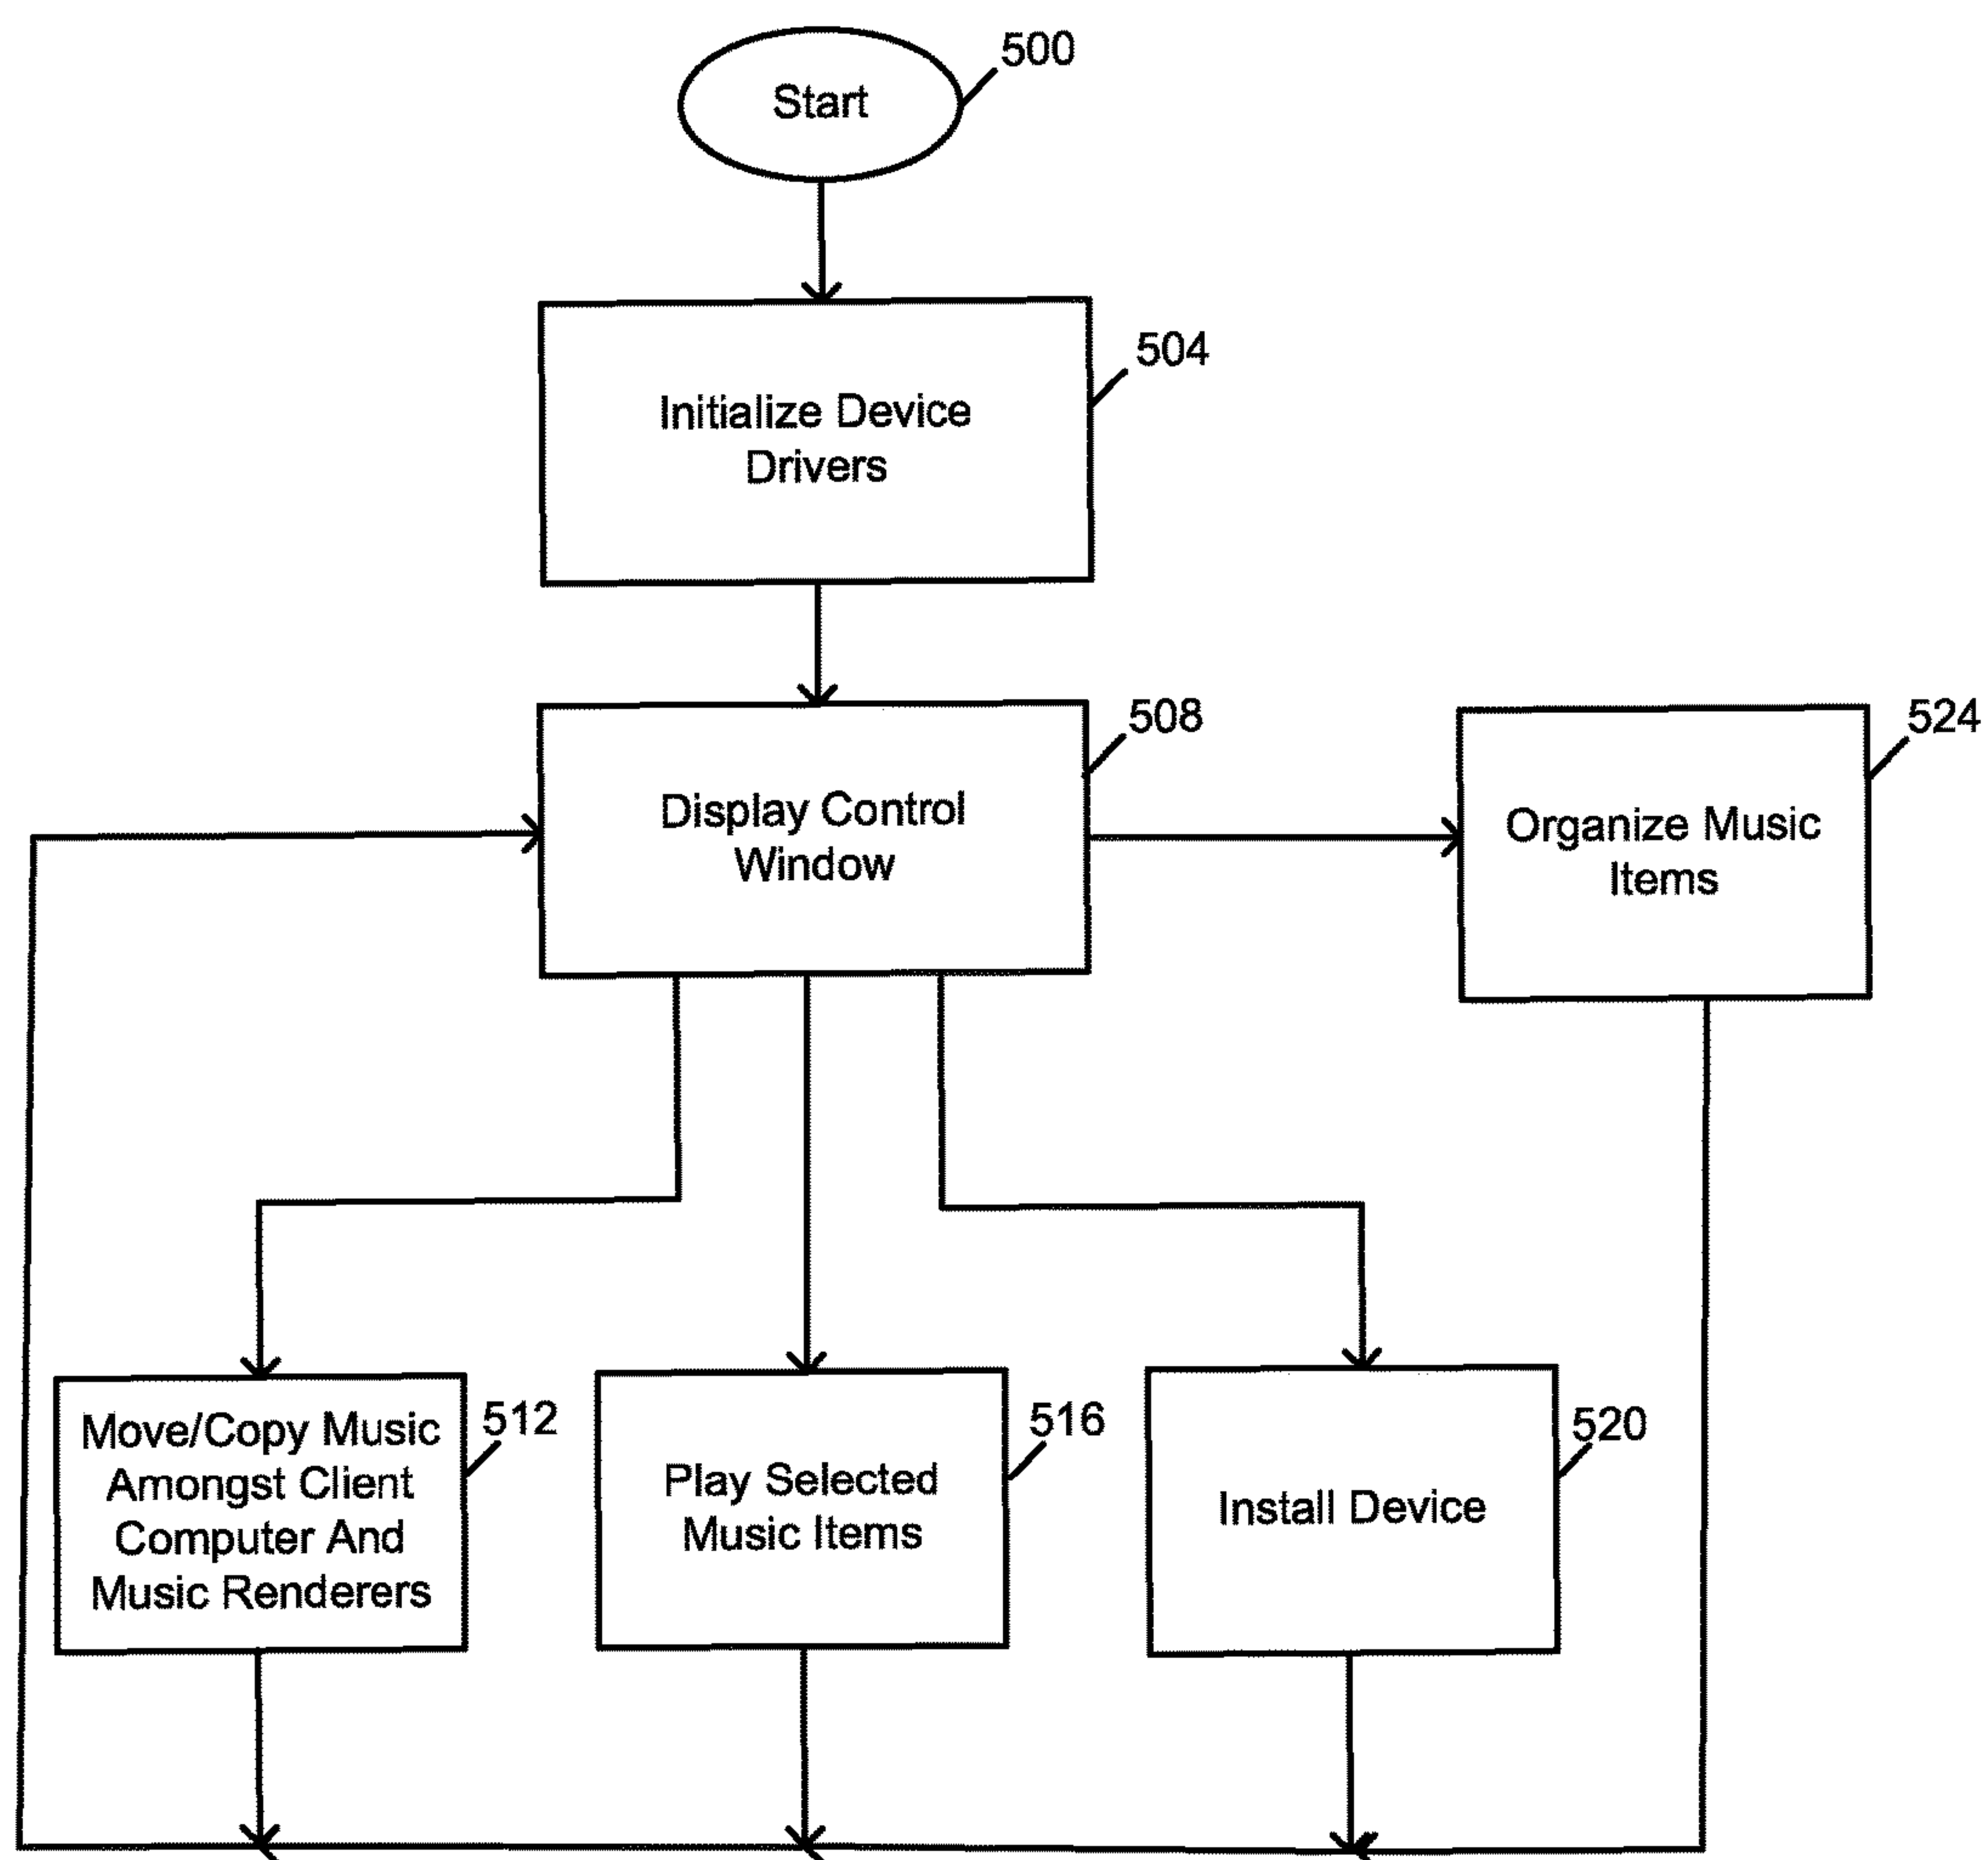 500
Start
504
Initialize Device
Drivers
508
Display Control
Window
524
Organize Music
Items
512
Move/Copy Music
Amongst Client
Computer And
Music Renderers
516
Play Selected
Music Items
520
Install Device